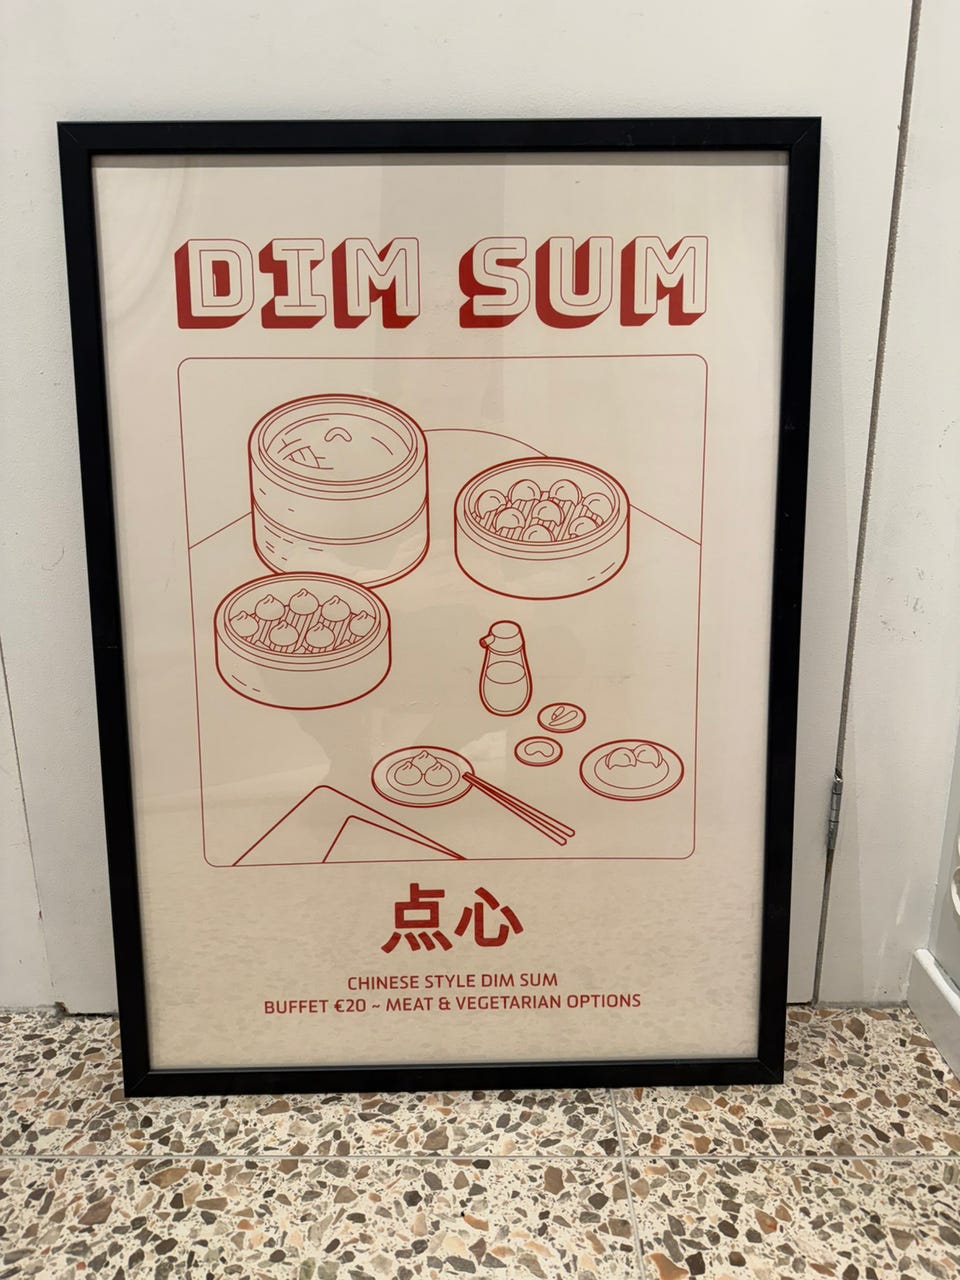 DIM SUM
点心
CHINESE STYLE DIM SUM
BUFFET €20 ~ MEAT & VEGETARIAN OPTIONS